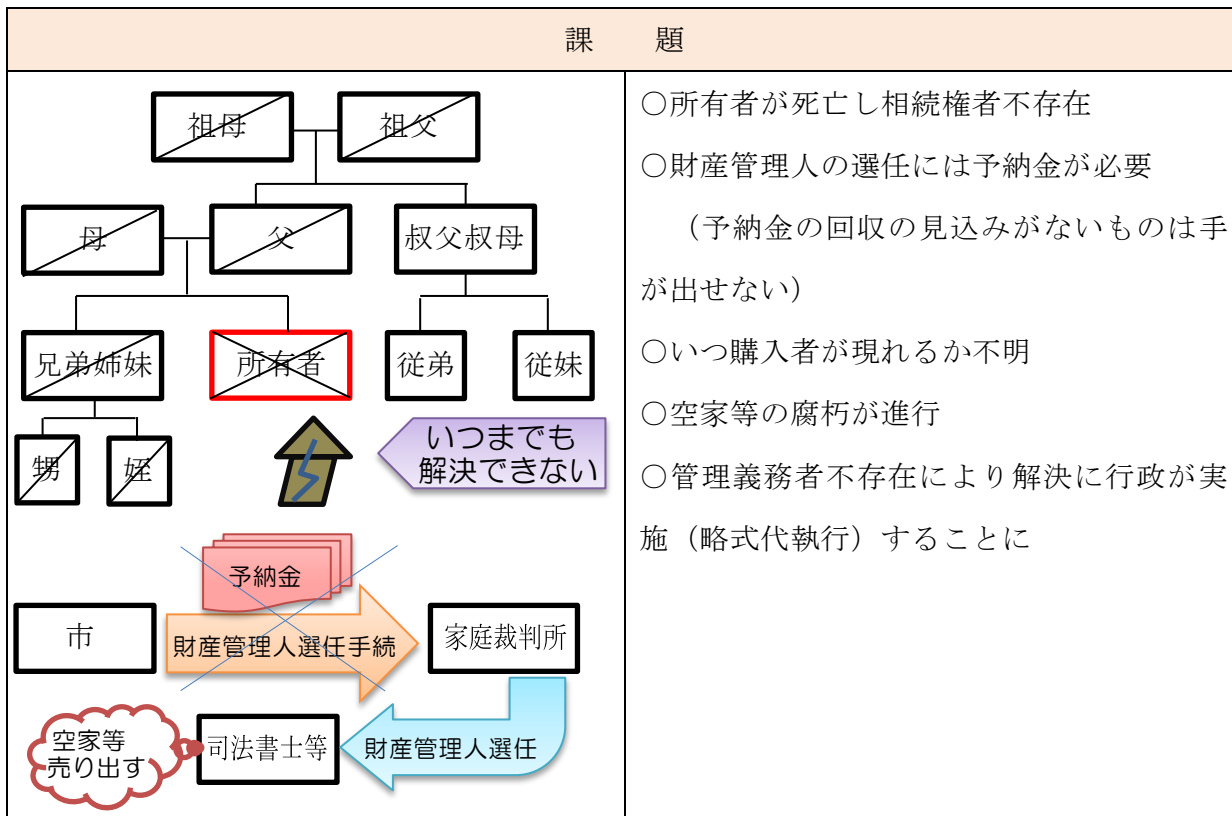 課　　題
祖母
祖父
母
父
叔父叔母
兄弟姉妹
所有者
従弟
従妹
甥
姪
いつまでも
解決できない
予納金
市
財産管理人選任手続
家庭裁判所
空家等
売り出す
司法書士等
財産管理人選任
○所有者が死亡し相続権者不存在
○財産管理人の選任には予納金が必要
（予納金の回収の見込みがないものは手
が出せない）
○いつ購入者が現れるか不明
○空家等の腐朽が進行
○管理義務者不存在により解決に行政が実
施（略式代執行）することに